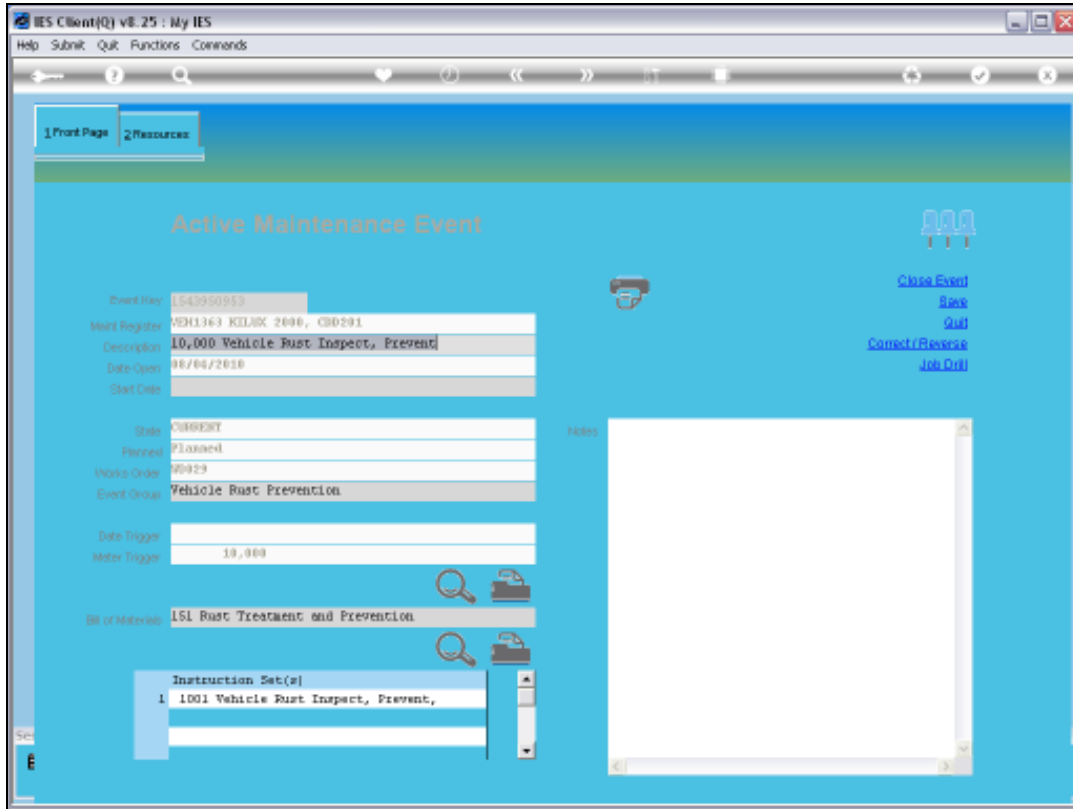 IES Client(Q) v8.25 : My IES
Help Submit Quit Functions Commands
1 Front Page 2 Resources
Active Maintenance Event
Close Event
Event Key 1543950953
Save
Maint Register VEH1363 KILUX 2000, CBD201
Quit
Description 10,000 Vehicle Rust Inspect, Prevent
Correct / Reverse
Date Open 08/06/2010
Job Drill
Start Date
State CURRENT
Notes
Planned Planned
Works Order WO029
Event Group Vehicle Rust Prevention
Date Trigger
Meter Trigger 10,000
Bill of Materials 151 Rust Treatment and Prevention
Instruction Set(s)
1 1001 Vehicle Rust Inspect, Prevent,